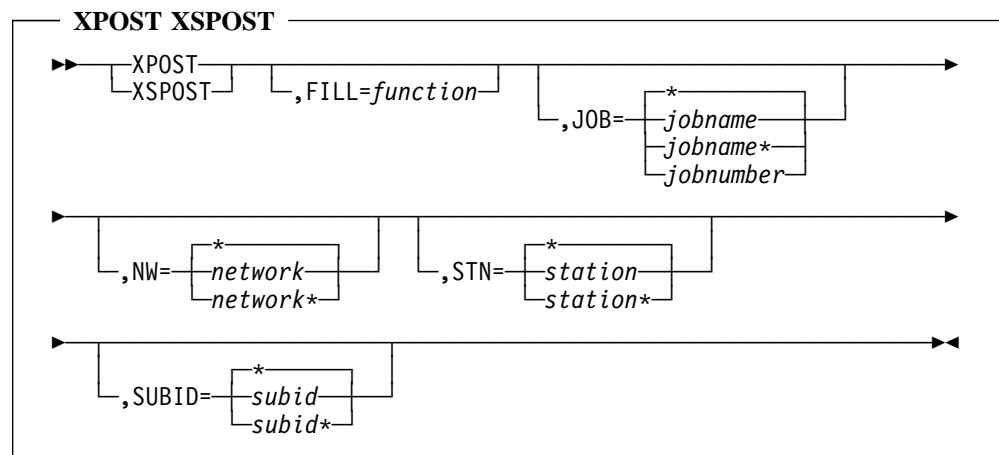 XPOST XSPOST
XPOST
XSPOST
,FILL=function
,JOB=
*
jobname
jobname*
jobnumber
,NW=
*
network
network*
,STN=
*
station
station*
,SUBID=
*
subid
subid*